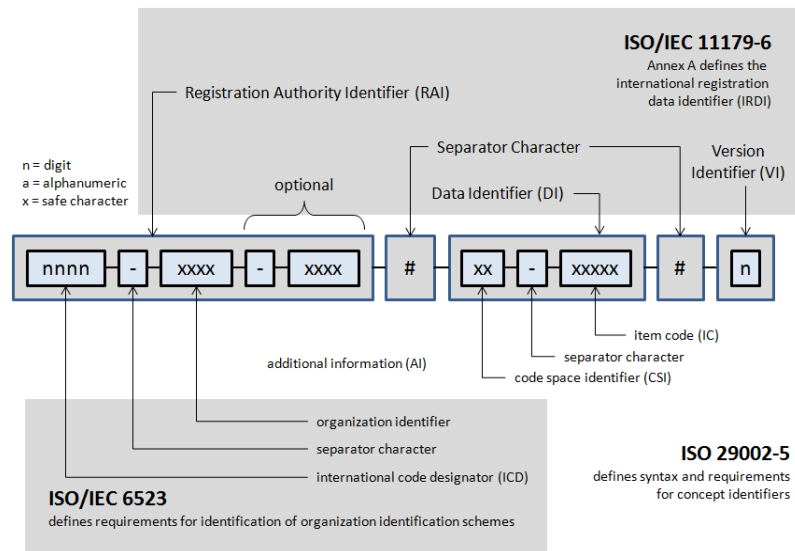 ISO/IEC 11179-6
Annex A defines the
international registration
data identifier (IRDI)
Registration Authority Identifier (RAI)
Separator Character
Version
Identifier (VI)
n = digit
a = alphanumeric
x = safe character
optional
Data Identifier (DI)
nnnn - xxxx - xxxx # xx - xxxxx # n
item code (IC)
separator character
code space identifier (CSI)
additional information (AI)
organization identifier
separator character
international code designator (ICD)
ISO/IEC 6523
defines requirements for identification of organization identification schemes
ISO 29002-5
defines syntax and requirements
for concept identifiers